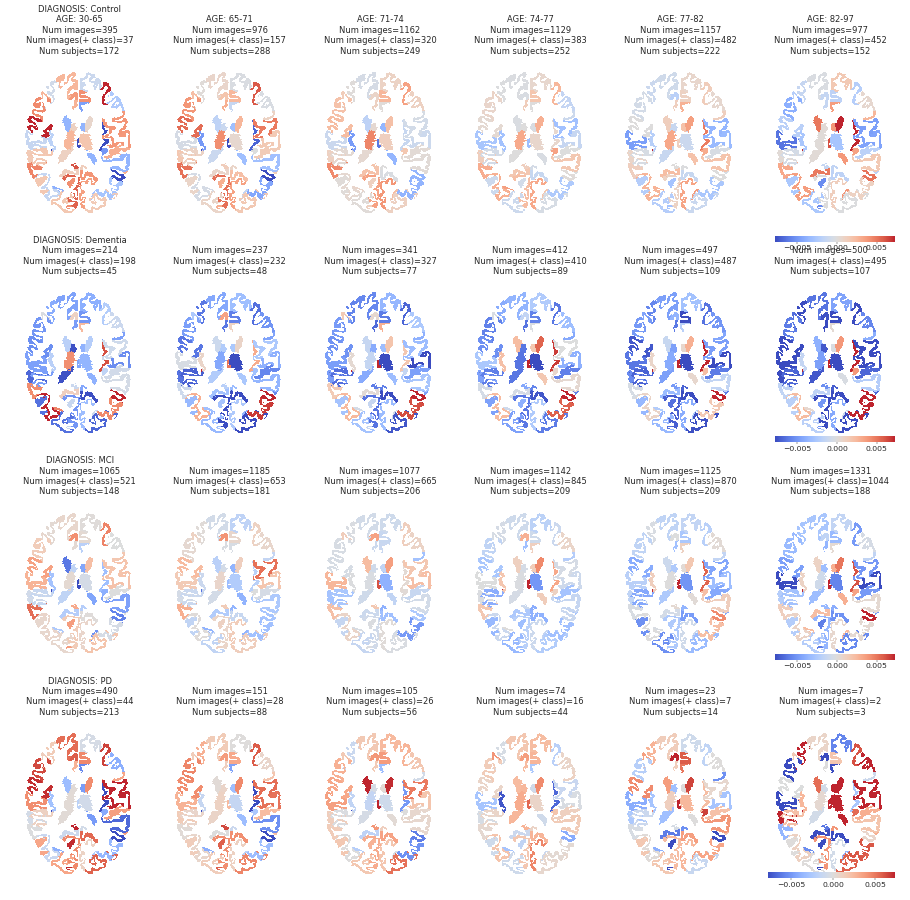 DIAGNOSIS: Control
AGE: 30-65
Num images=395
Num images(+ class)=37
Num subjects=172
AGE: 65-71
Num images=976
Num images(+ class)=157
Num subjects=288
AGE: 71-74
Num images=1162
Num images(+ class)=320
Num subjects=249
AGE: 74-77
Num images=1129
Num images(+ class)=383
Num subjects=252
AGE: 77-82
Num images=1157
Num images(+ class)=482
Num subjects=222
AGE: 82-97
Num images=977
Num images(+ class)=452
Num subjects=152
−0.005 0.000 0.005
DIAGNOSIS: Dementia
Num images=214
Num images(+ class)=198
Num subjects=45
Num images=237
Num images(+ class)=232
Num subjects=48
Num images=341
Num images(+ class)=327
Num subjects=77
Num images=412
Num images(+ class)=410
Num subjects=89
Num images=497
Num images(+ class)=487
Num subjects=109
Num images=500
Num images(+ class)=495
Num subjects=107
−0.005 0.000 0.005
DIAGNOSIS: MCI
Num images=1065
Num images(+ class)=521
Num subjects=148
Num images=1185
Num images(+ class)=653
Num subjects=181
Num images=1077
Num images(+ class)=665
Num subjects=206
Num images=1142
Num images(+ class)=845
Num subjects=209
Num images=1125
Num images(+ class)=870
Num subjects=209
Num images=1331
Num images(+ class)=1044
Num subjects=188
−0.005 0.000 0.005
DIAGNOSIS: PD
Num images=490
Num images(+ class)=44
Num subjects=213
Num images=151
Num images(+ class)=28
Num subjects=88
Num images=105
Num images(+ class)=26
Num subjects=56
Num images=74
Num images(+ class)=16
Num subjects=44
Num images=23
Num images(+ class)=7
Num subjects=14
Num images=7
Num images(+ class)=2
Num subjects=3
−0.005 0.000 0.005